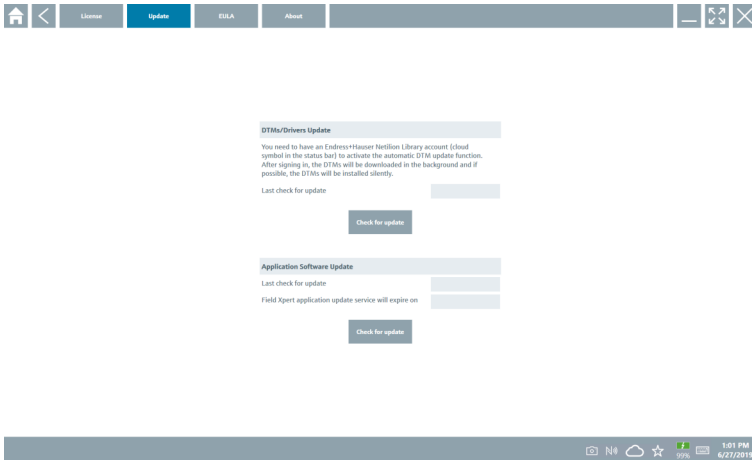 License Update EULA About
DTMs/Drivers Update
You need to have an Endress+Hauser Netilion Library account (cloud
symbol in the status bar) to activate the automatic DTM update function.
After signing in, the DTMs will be downloaded in the background and if
possible, the DTMs will be installed silently.
Last check for update
Check for update
Application Software Update
Last check for update
Field Xpert application update service will expire on
Check for update
1:01 PM
99% 6/27/2019